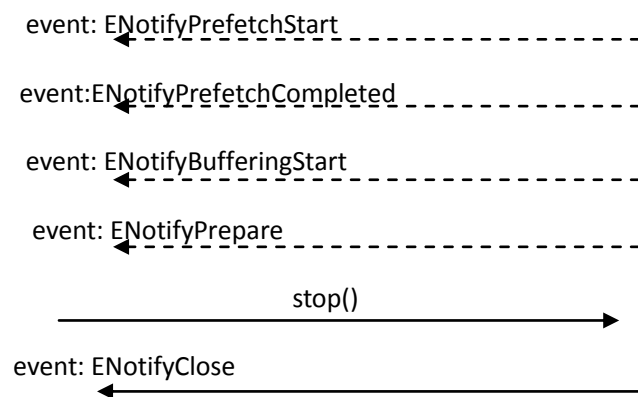 event: ENotifyPrefetchStart
event:ENotifyPrefetchCompleted
event: ENotifyBufferingStart
event: ENotifyPrepare
stop()
event: ENotifyClose